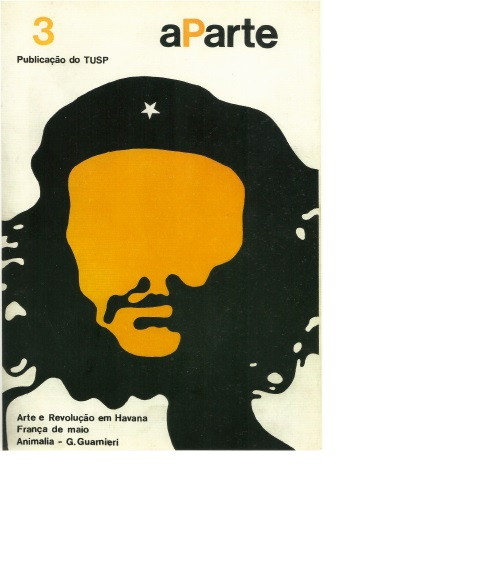 3
aParte
Publicação do TUSP
Arte e Revolução em Havana
França de maio
Animalia - G. Guarnieri